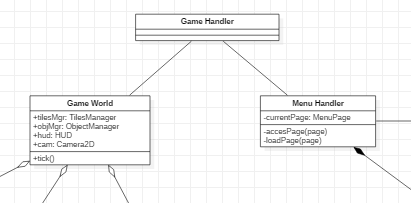 Game Handler
Game World
+tilesMgr: TilesManager
+objMgr: ObjectManager
+hud: HUD
+cam: Camera2D
+tick()
Menu Handler
-currentPage: MenuPage
-accesPage(page)
-loadPage(page)